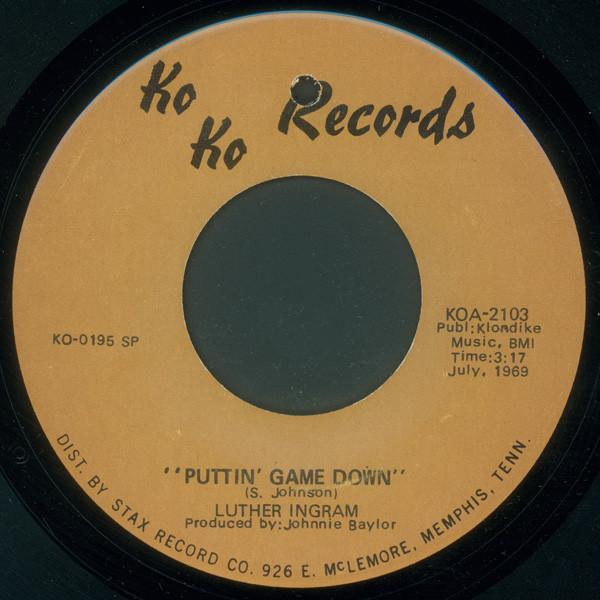 Ko
Ko Records
KO-0195 SP
KOA-2103
Publ:Klondike
Music, BMI
Time:3:17
July, 1969
''PUTTIN' GAME DOWN''
(S. Johnson)
LUTHER INGRAM
Produced by:Johnnie Baylor
DIST. BY STAX RECORD CO. 926 E. McLEMORE, MEMPHIS, TENN.